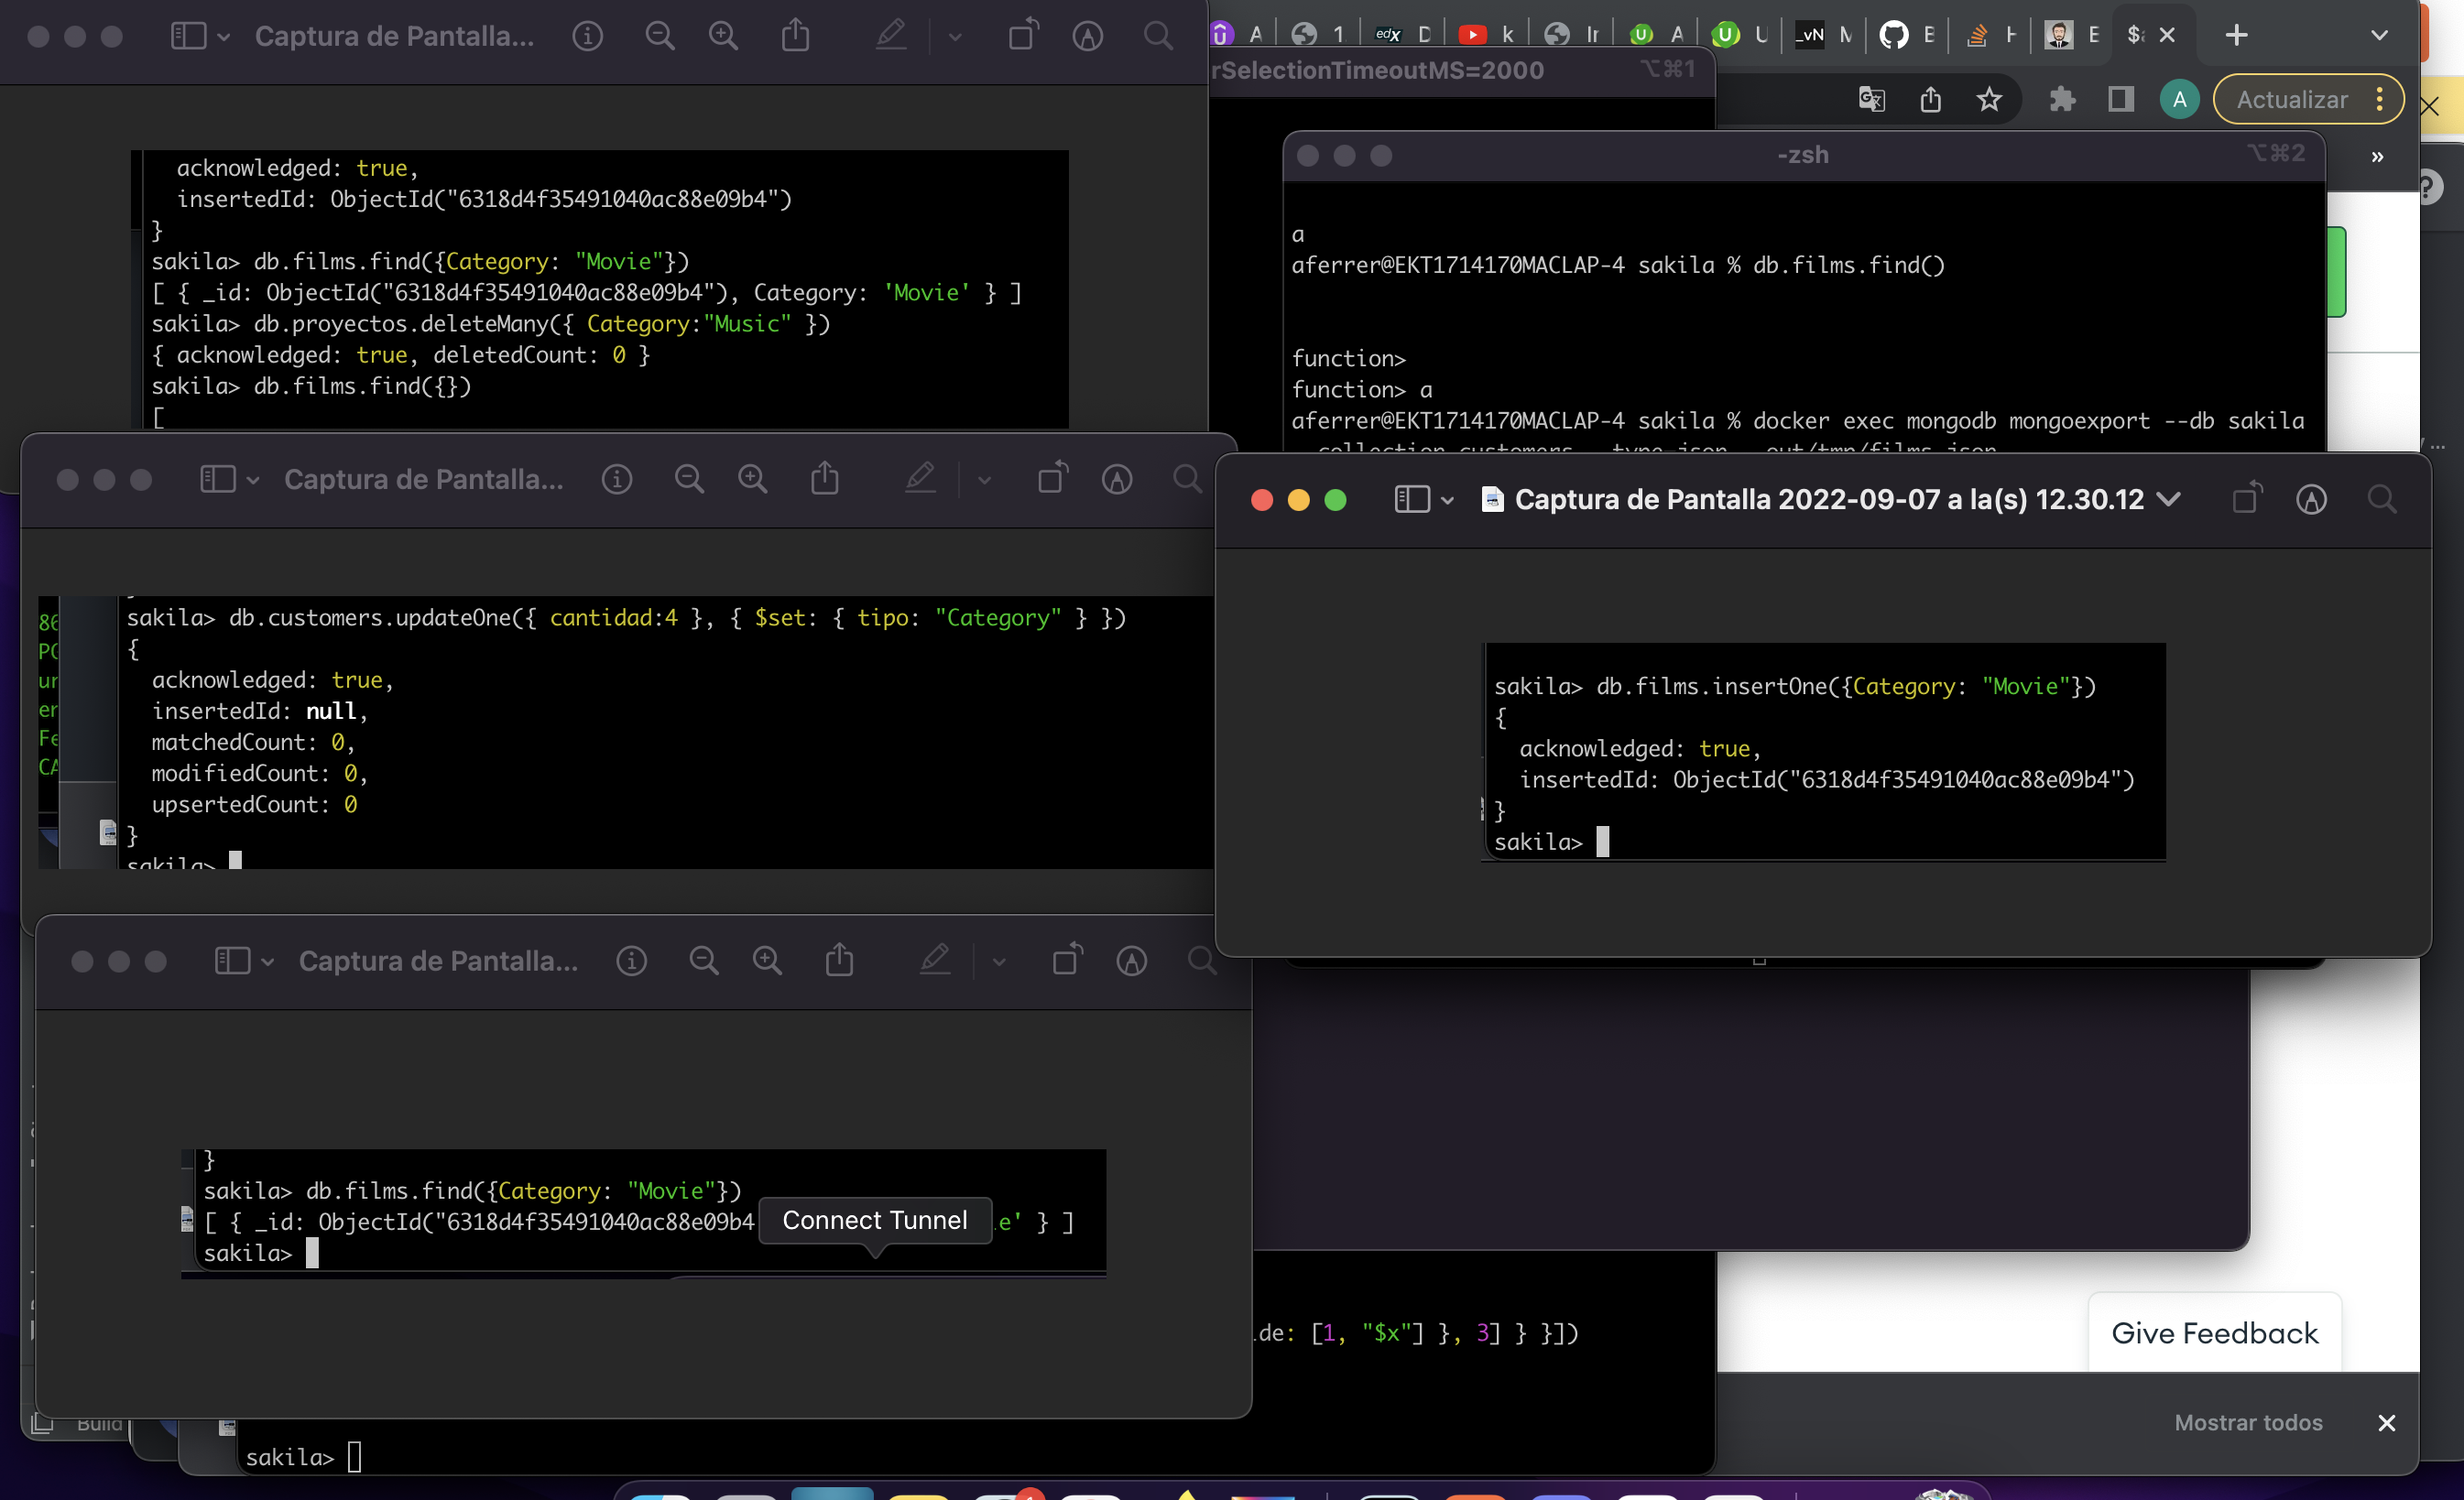 Captura de Pantalla...
acknowledged: true,
insertedId: ObjectId("6318d4f35491040ac88e09b4")
}
sakila> db.films.find({Category: "Movie"})
[ { _id: ObjectId("6318d4f35491040ac88e09b4"), Category: 'Movie' } ]
sakila> db.proyectos.deleteMany({ Category:"Music" })
{ acknowledged: true, deletedCount: 0 }
sakila> db.films.find({})
[
rSelectionTimeoutMS=2000 ⌥⌘1
Actualizar
A
-zsh ⌥⌘2
a
aferrer@EKT1714170MACLAP-4 sakila % db.films.find()
function>
function> a
aferrer@EKT1714170MACLAP-4 sakila % docker exec mongodb mongoexport --db sakila
Captura de Pantalla...
sakila> db.customers.updateOne({ cantidad:4 }, { $set: { tipo: "Category" } })
{
acknowledged: true,
insertedId: null,
matchedCount: 0,
modifiedCount: 0,
upsertedCount: 0
}
sakila>
Captura de Pantalla 2022-09-07 a la(s) 12.30.12
sakila> db.films.insertOne({Category: "Movie"})
{
acknowledged: true,
insertedId: ObjectId("6318d4f35491040ac88e09b4")
}
sakila>
Captura de Pantalla...
}
sakila> db.films.find({Category: "Movie"})
[ { _id: ObjectId("6318d4f35491040ac88e09b4 e' } ]
Connect Tunnel
sakila>
de: [1, "$x"] }, 3] } }])
Give Feedback
Build
Mostrar todos
sakila>